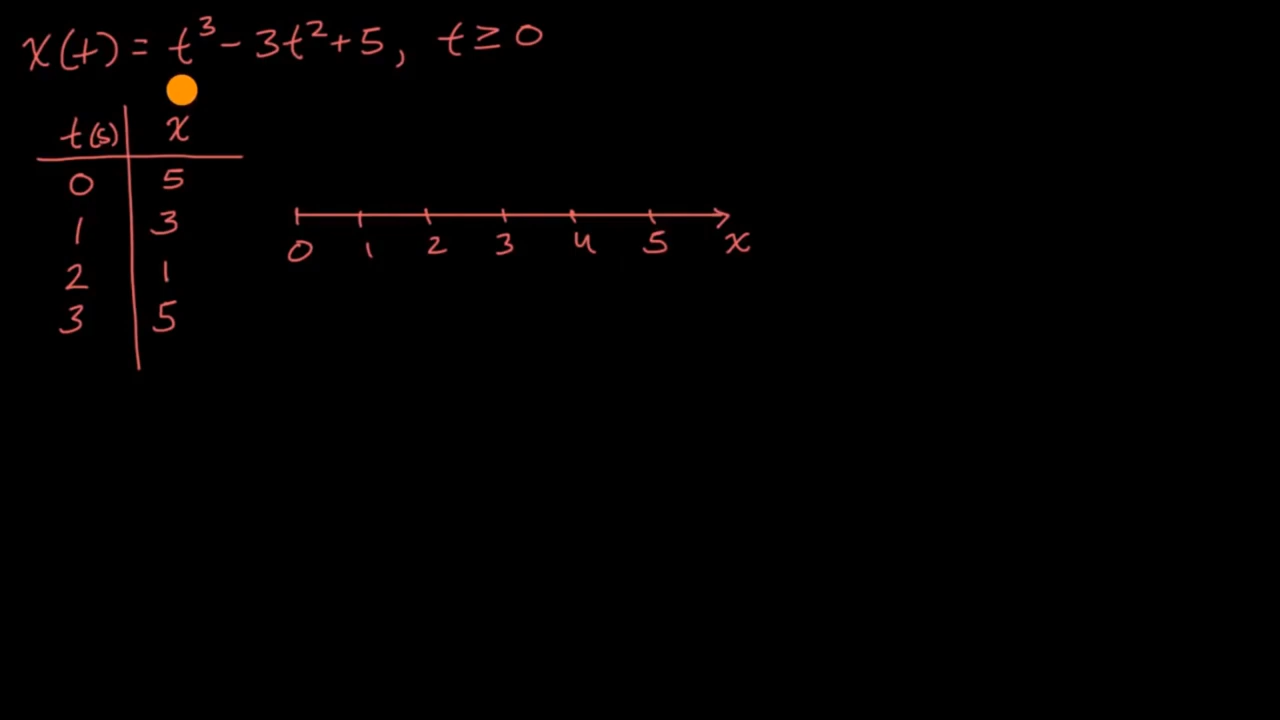 x(t) = t³ - 3t² + 5, t ≥ 0
t(s) x
0 5
1 3
2 1
3 5
0 1 2 3 4 5 x